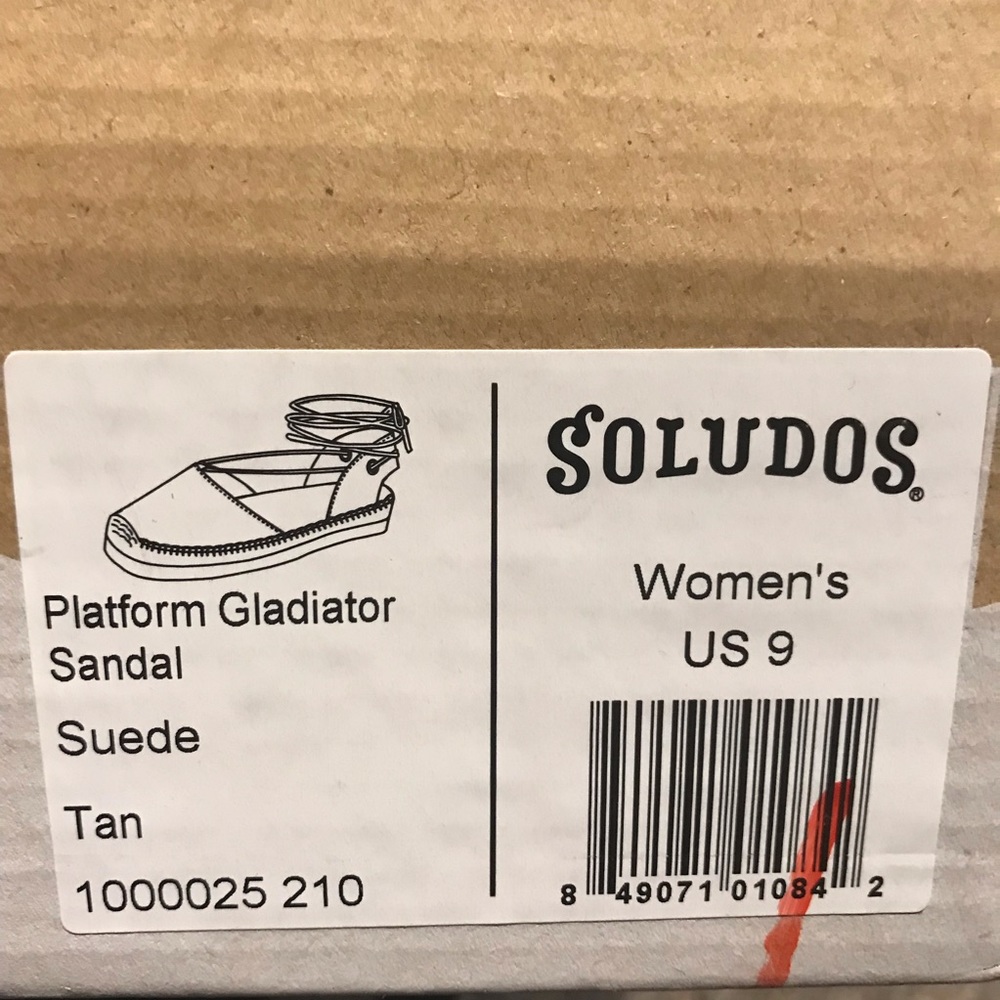 Platform Gladiator
Sandal
Suede
Tan
1000025 210
SOLUDOS®
Women's
US 9
8 49071 01084 2